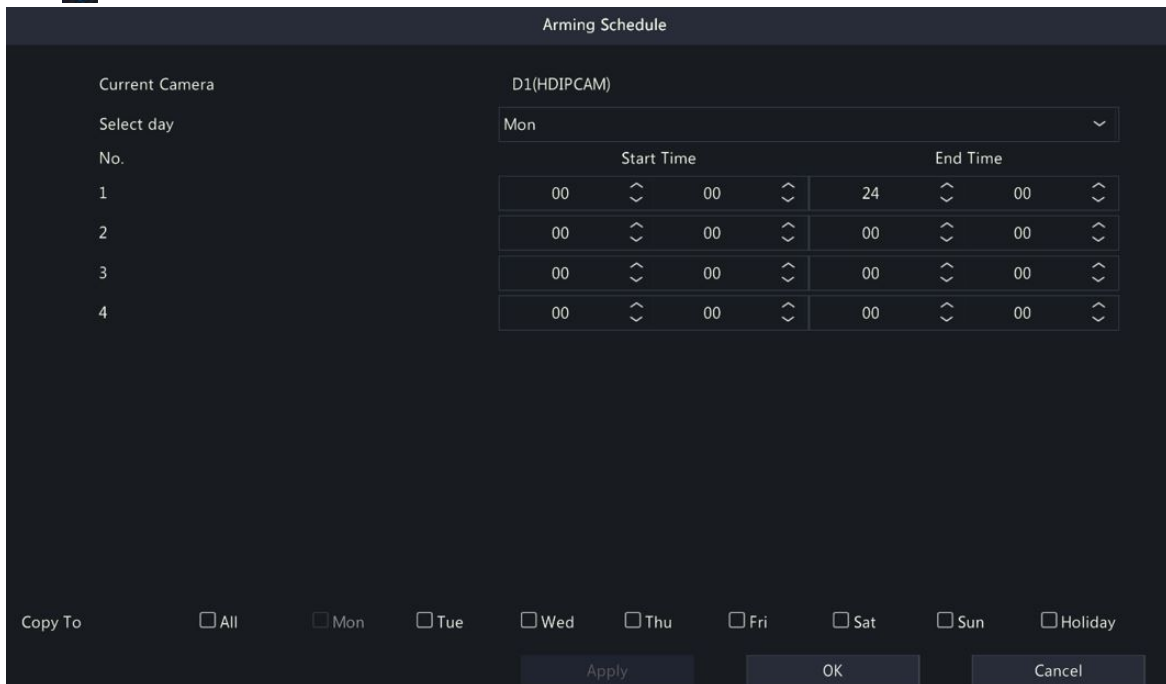 Arming Schedule
Current Camera D1(HDIPCAM)
Select day Mon
No. Start Time End Time
1 00 00 24 00
2 00 00 00 00
3 00 00 00 00
4 00 00 00 00
Copy To All Mon Tue Wed Thu Fri Sat Sun Holiday
Apply OK Cancel